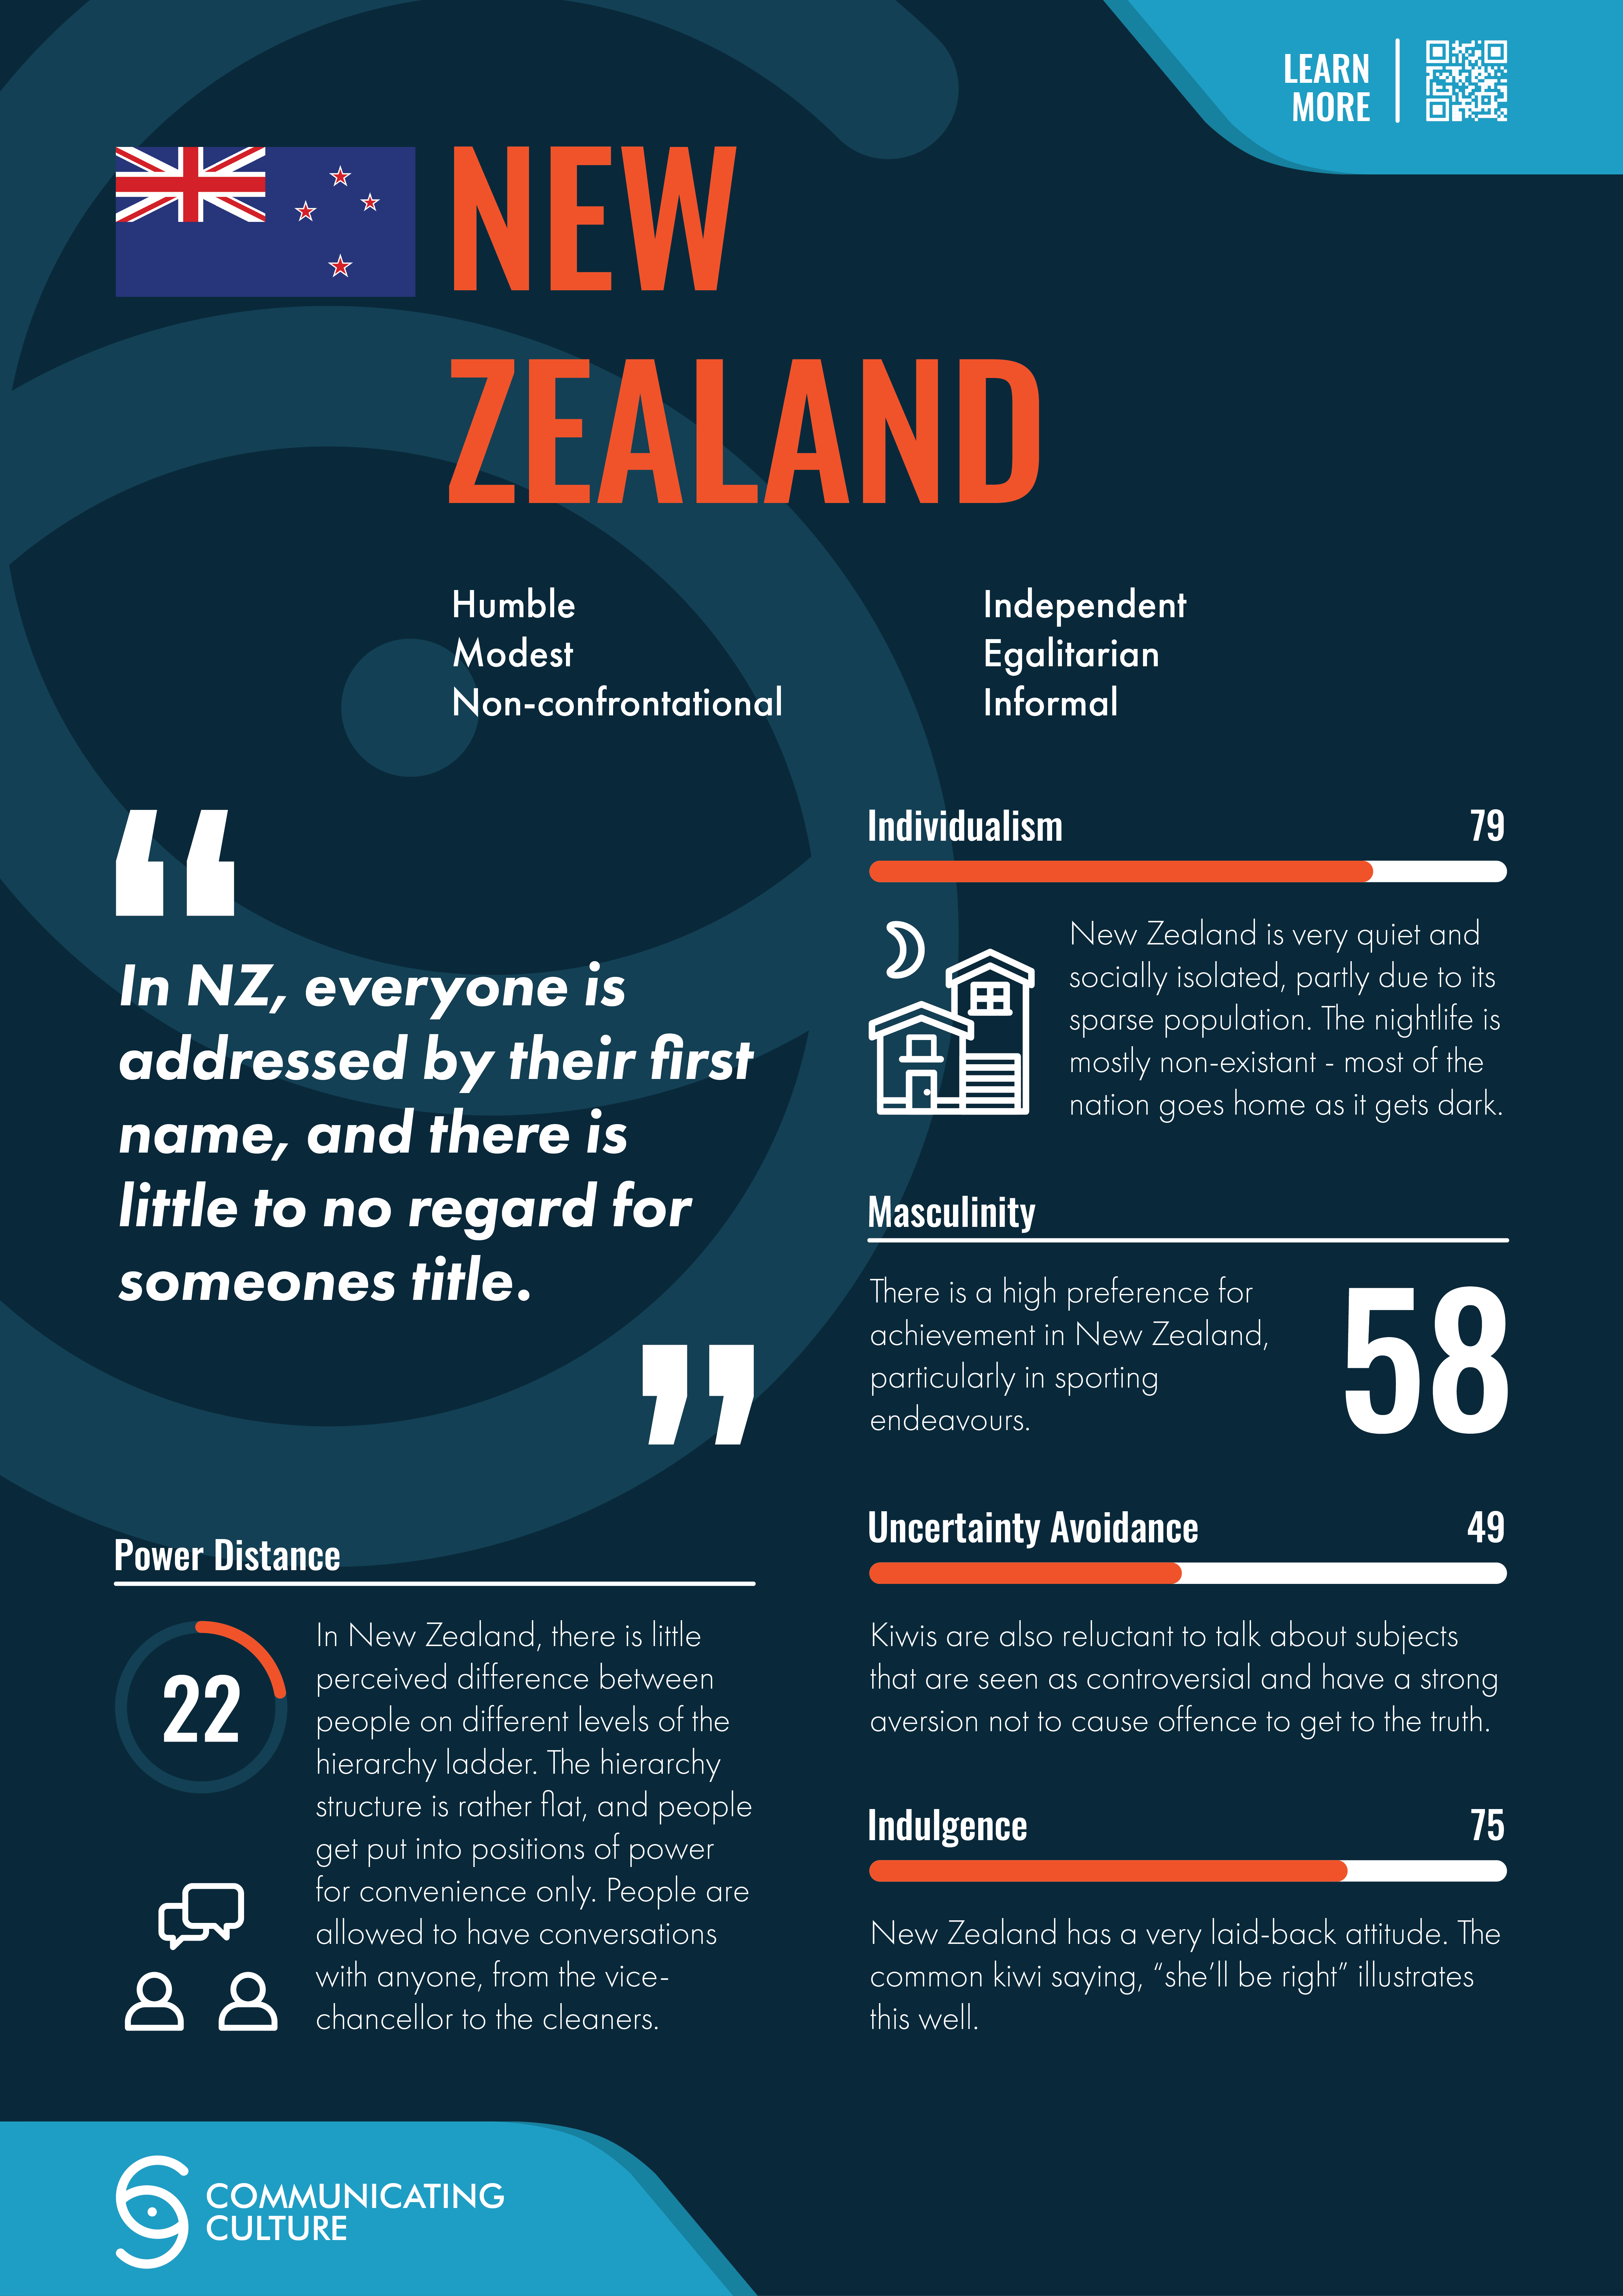 LEARN
MORE
NEW
ZEALAND
Humble
Modest
Non-confrontational
Independent
Egalitarian
Informal
“
In NZ, everyone is
addressed by their first
name, and there is
little to no regard for
someones title.
”
Power Distance
22
In New Zealand, there is little
perceived difference between
people on different levels of the
hierarchy ladder. The hierarchy
structure is rather flat, and people
get put into positions of power
for convenience only. People are
allowed to have conversations
with anyone, from the vice-
chancellor to the cleaners.
Individualism 79
New Zealand is very quiet and
socially isolated, partly due to its
sparse population. The nightlife is
mostly non-existant - most of the
nation goes home as it gets dark.
Masculinity
There is a high preference for
achievement in New Zealand,
particularly in sporting
endeavours.
58
Uncertainty Avoidance 49
Kiwis are also reluctant to talk about subjects
that are seen as controversial and have a strong
aversion not to cause offence to get to the truth.
Indulgence 75
New Zealand has a very laid-back attitude. The
common kiwi saying, “she’ll be right” illustrates
this well.
COMMUNICATING
CULTURE